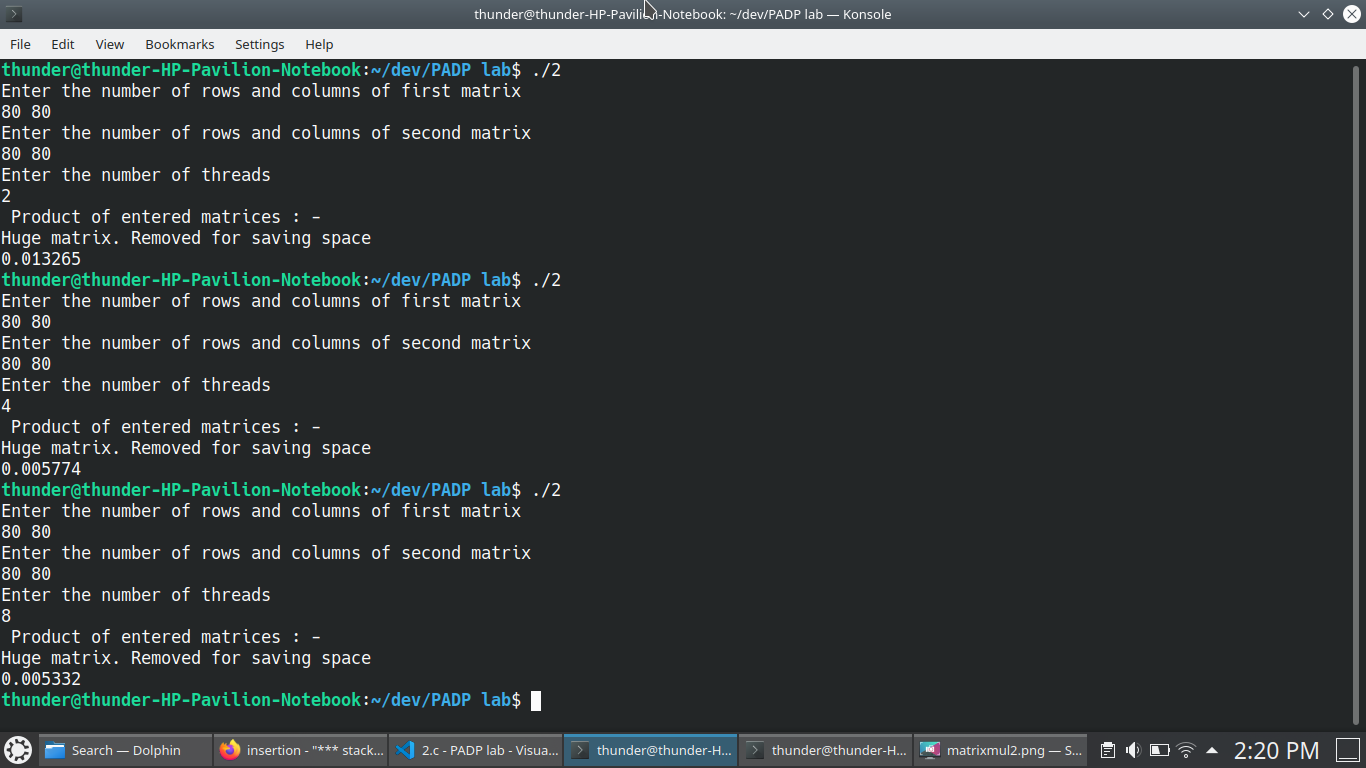 thunder@thunder-HP-Pavilion-Notebook: ~/dev/PADP lab — Konsole
File Edit View Bookmarks Settings Help
thunder@thunder-HP-Pavilion-Notebook:~/dev/PADP lab$ ./2
Enter the number of rows and columns of first matrix
80 80
Enter the number of rows and columns of second matrix
80 80
Enter the number of threads
2
Product of entered matrices : -
Huge matrix. Removed for saving space
0.013265
thunder@thunder-HP-Pavilion-Notebook:~/dev/PADP lab$ ./2
Enter the number of rows and columns of first matrix
80 80
Enter the number of rows and columns of second matrix
80 80
Enter the number of threads
4
Product of entered matrices : -
Huge matrix. Removed for saving space
0.005774
thunder@thunder-HP-Pavilion-Notebook:~/dev/PADP lab$ ./2
Enter the number of rows and columns of first matrix
80 80
Enter the number of rows and columns of second matrix
80 80
Enter the number of threads
8
Product of entered matrices : -
Huge matrix. Removed for saving space
0.005332
thunder@thunder-HP-Pavilion-Notebook:~/dev/PADP lab$
Search — Dolphin insertion - "*** stack... 2.c - PADP lab - Visua... thunder@thunder-H... thunder@thunder-H... matrixmul2.png — S... 2:20 PM